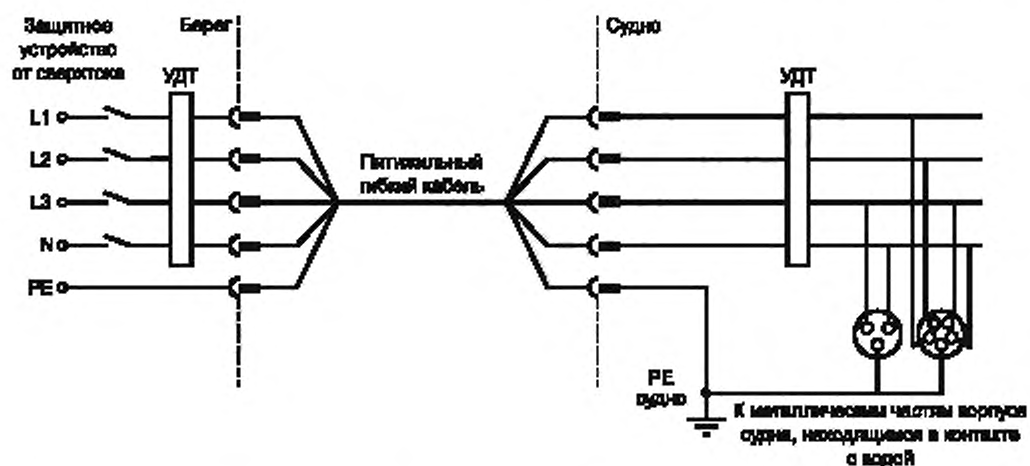 Защитное
устройство
от сверхтока
Берег
Судно
УДТ
УДТ
L1
L2
L3
N
PE
Пятижильный
гибкий кабель
PE
судно
К металлическим частям корпуса
судна, находящимся в контакте
с водой